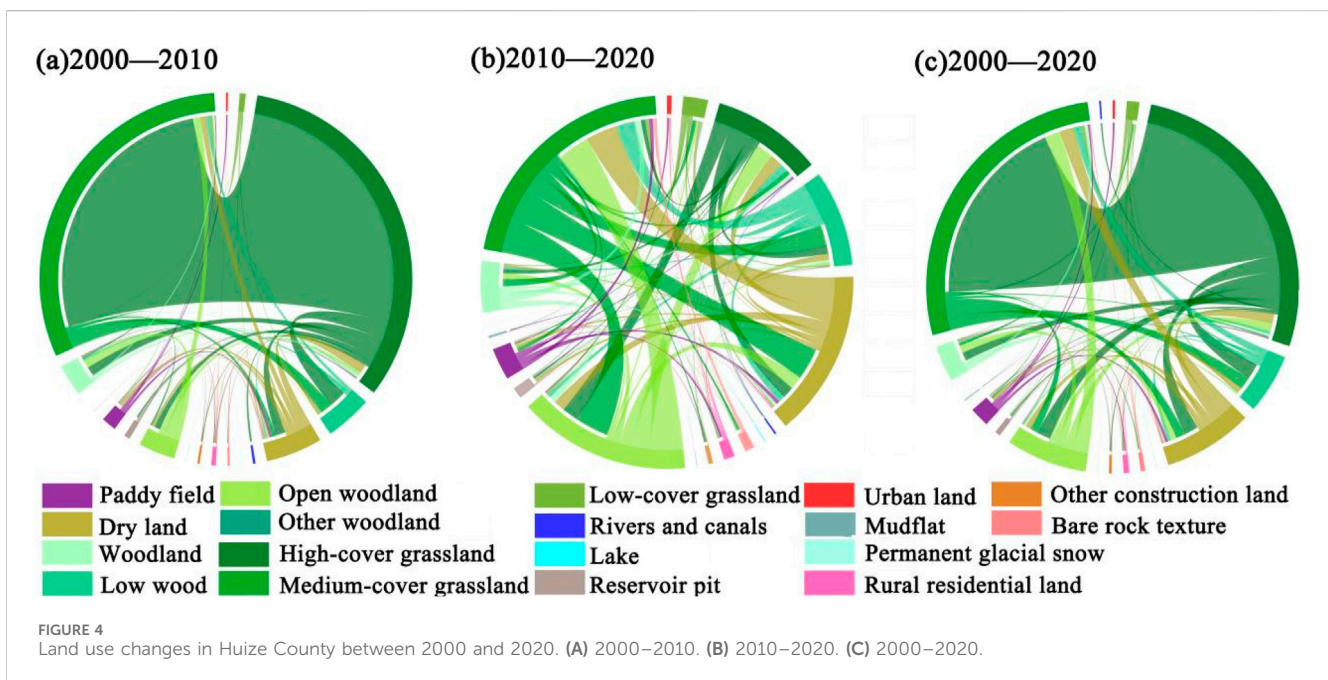 (a)2000—2010
(b)2010—2020
(c)2000—2020
Paddy field
Dry land
Woodland
Low wood
Open woodland
Other woodland
High-cover grassland
Medium-cover grassland
Low-cover grassland
Rivers and canals
Lake
Reservoir pit
Urban land
Mudflat
Permanent glacial snow
Rural residential land
Other construction land
Bare rock texture
FIGURE 4
Land use changes in Huize County between 2000 and 2020. (A) 2000–2010. (B) 2010–2020. (C) 2000–2020.